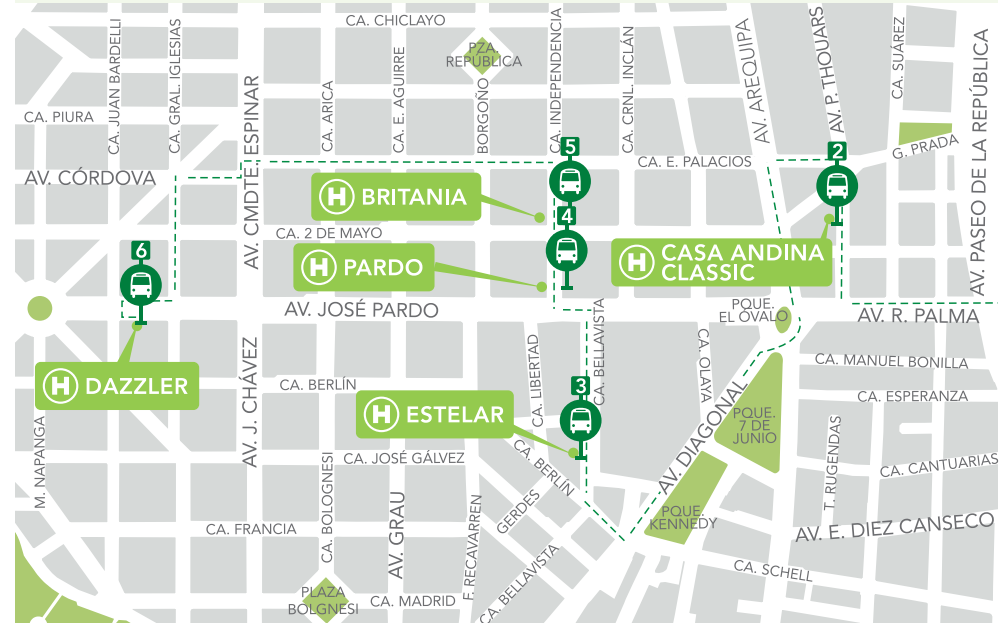 CA. CHICLAYO
PZA.
REPÚBLICA
CA. JUAN BARDELLI
CA. GRAL. IGLESIAS
AV. CMDTE. ESPINAR
CA. ARICA
CA. E. AGUIRRE
BORGOÑO
CA. INDEPENDENCIA
CA. CRNL. INCLÁN
AV. AREQUIPA
AV. P. THOUARS
CA. SUÁREZ
AV. PASEO DE LA REPÚBLICA
CA. PIURA
G. PRADA
5
2
CA. E. PALACIOS
AV. CÓRDOVA
H BRITANIA
4
CA. 2 DE MAYO
6
H PARDO
H CASA ANDINA
CLASSIC
AV. JOSÉ PARDO
PQUE.
EL ÓVALO
AV. R. PALMA
CA. BELLAVISTA
CA. LIBERTAD
CA. OLAYA
AV. J. CHÁVEZ
CA. MANUEL BONILLA
H DAZZLER
CA. BERLÍN
3
CA. ESPERANZA
H ESTELAR
PQUE.
7 DE
JUNIO
AV. DIAGONAL
M. NAPANGA
CA. JOSÉ GÁLVEZ
CA. BERLÍN
T. RUGENDAS
CA. CANTUARIAS
CA. BOLOGNESI
AV. GRAU
F. RECAVARREN
GERDES
PQUE.
KENNEDY
CA. FRANCIA
AV. E. DIEZ CANSECO
CA. BELLAVISTA
CA. SCHELL
PLAZA
BOLGNESI
CA. MADRID